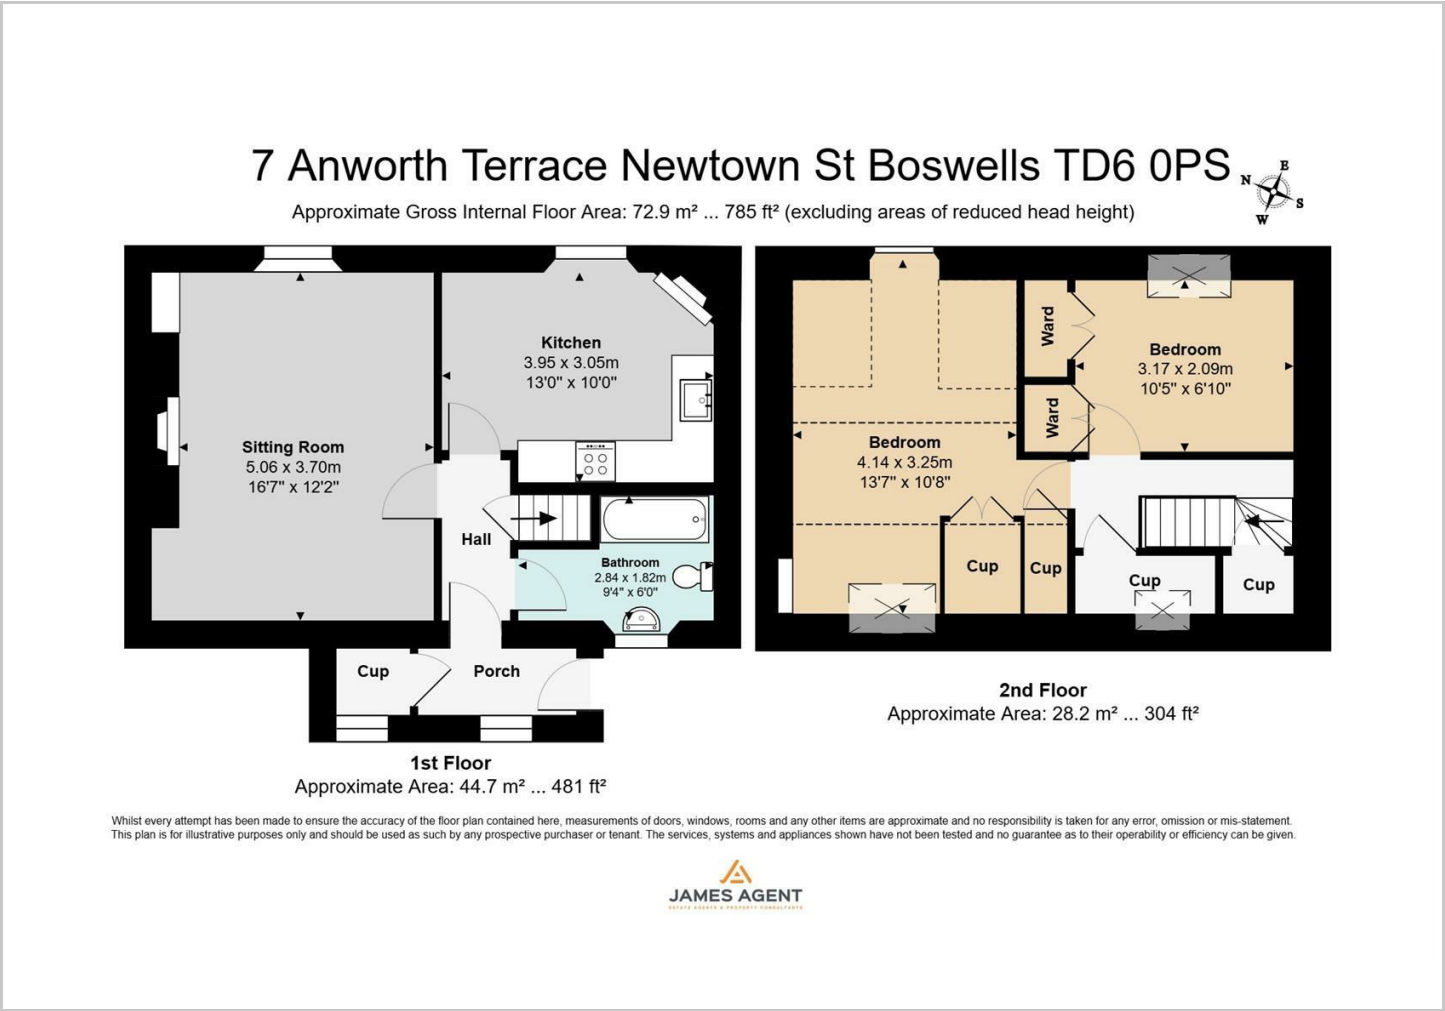 7 Anworth Terrace Newtown St Boswells TD6 0PS
Approximate Gross Internal Floor Area: 72.9 m² ... 785 ft² (excluding areas of reduced head height)
E
N
S
W
Kitchen
3.95 x 3.05m
13'0" x 10'0"
Sitting Room
5.06 x 3.70m
16'7" x 12'2"
Hall
Bathroom
2.84 x 1.82m
9'4" x 6'0"
Cup
Porch
1st Floor
Approximate Area: 44.7 m² ... 481 ft²
Ward
Bedroom
3.17 x 2.09m
10'5" x 6'10"
Ward
Bedroom
4.14 x 3.25m
13'7" x 10'8"
Cup
Cup
Cup
Cup
2nd Floor
Approximate Area: 28.2 m² ... 304 ft²
Whilst every attempt has been made to ensure the accuracy of the floor plan contained here, measurements of doors, windows, rooms and any other items are approximate and no responsibility is taken for any error, omission or mis-statement.
This plan is for illustrative purposes only and should be used as such by any prospective purchaser or tenant. The services, systems and appliances shown have not been tested and no guarantee as to their operability or efficiency can be given.
JAMES AGENT
ESTATE AGENTS & PROPERTY CONSULTANTS